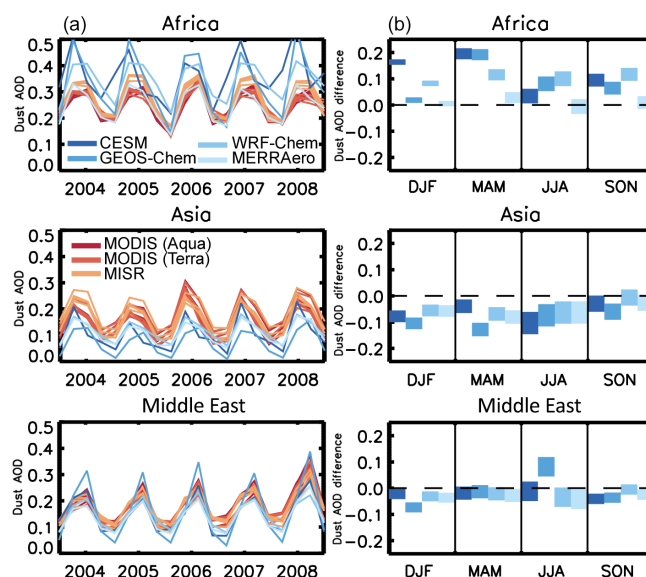 (a) Africa
Dust AOD
0.5
0.4
0.3
0.2
0.1
0.0
CESM
GEOS-Chem
WRF-Chem
MERRAero
2004 2005 2006 2007 2008
Asia
Dust AOD
0.5
0.4
0.3
0.2
0.1
0.0
MODIS (Aqua)
MODIS (Terra)
MISR
2004 2005 2006 2007 2008
Middle East
Dust AOD
0.5
0.4
0.3
0.2
0.1
0.0
2004 2005 2006 2007 2008
(b) Africa
Dust AOD difference
0.2
0.1
0.0
−0.1
−0.2
DJF MAM JJA SON
Asia
Dust AOD difference
0.2
0.1
−0.0
−0.1
−0.2
DJF MAM JJA SON
Middle East
Dust AOD difference
0.2
0.1
−0.0
−0.1
−0.2
DJF MAM JJA SON